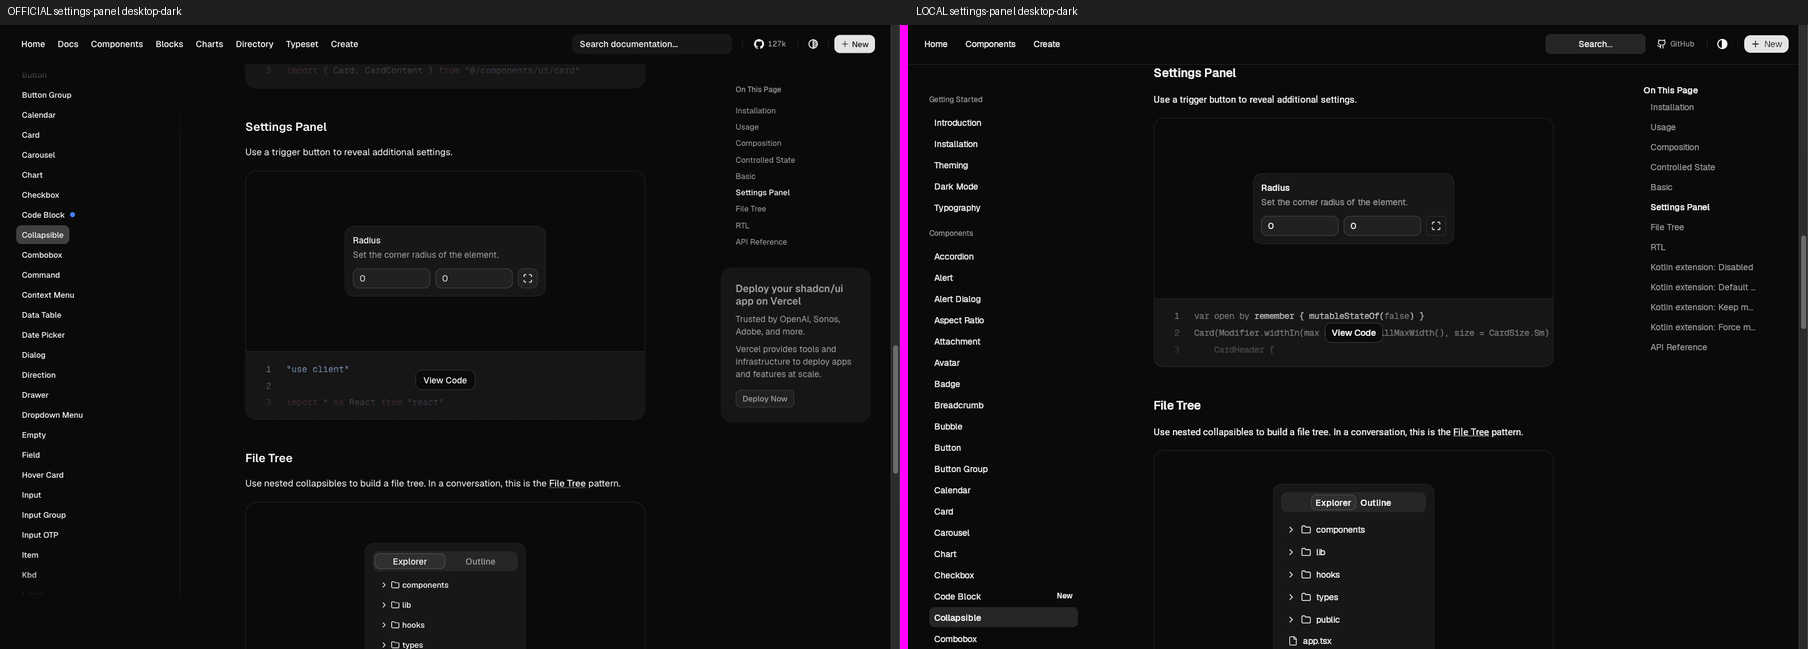 OFFICIAL settings-panel desktop-dark
Home Docs Components Blocks Charts Directory Typeset Create
Search documentation...
127k
+ New
Button
Button Group
Calendar
Card
Carousel
Chart
Checkbox
Code Block
Collapsible
Combobox
Command
Context Menu
Data Table
Date Picker
Dialog
Direction
Drawer
Dropdown Menu
Empty
Field
Hover Card
Input
Input Group
Input OTP
Item
Kbd
3 import { Card, CardContent } from "@/components/ui/card"
Settings Panel
Use a trigger button to reveal additional settings.
Radius
Set the corner radius of the element.
0 0
1 "use client"
2
View Code
3 import * as React from "react"
File Tree
Use nested collapsibles to build a file tree. In a conversation, this is the File Tree pattern.
Explorer Outline
components
lib
hooks
types
On This Page
Installation
Usage
Composition
Controlled State
Basic
Settings Panel
File Tree
RTL
API Reference
Deploy your shadcn/ui
app on Vercel
Trusted by OpenAI, Sonos,
Adobe, and more.
Vercel provides tools and
infrastructure to deploy apps
and features at scale.
Deploy Now
LOCAL settings-panel desktop-dark
Home Components Create
Search...
GitHub
+ New
Getting Started
Introduction
Installation
Theming
Dark Mode
Typography
Components
Accordion
Alert
Alert Dialog
Aspect Ratio
Attachment
Avatar
Badge
Breadcrumb
Bubble
Button
Button Group
Calendar
Card
Carousel
Chart
Checkbox
Code Block New
Collapsible
Combobox
Settings Panel
Use a trigger button to reveal additional settings.
Radius
Set the corner radius of the element.
0 0
1 var open by remember { mutableStateOf(false) }
2 Card(Modifier.widthIn(max View Code llMaxWidth(), size = CardSize.Sm)
3 CardHeader {
File Tree
Use nested collapsibles to build a file tree. In a conversation, this is the File Tree pattern.
Explorer Outline
components
lib
hooks
types
public
app.tsx
On This Page
Installation
Usage
Composition
Controlled State
Basic
Settings Panel
File Tree
RTL
Kotlin extension: Disabled
Kotlin extension: Default ...
Kotlin extension: Keep m...
Kotlin extension: Force m...
API Reference